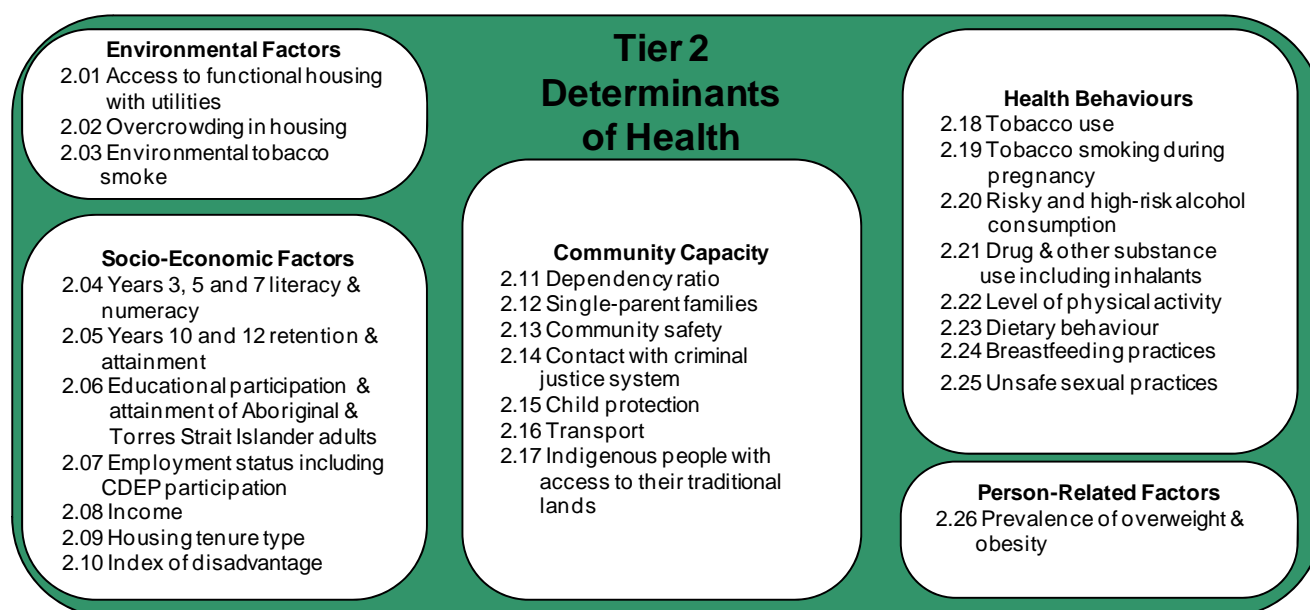 Tier 2
Determinants
of Health
Environmental Factors
2.01 Access to functional housing
with utilities
2.02 Overcrowding in housing
2.03 Environmental tobacco
smoke
Socio-Economic Factors
2.04 Years 3, 5 and 7 literacy &
numeracy
2.05 Years 10 and 12 retention &
attainment
2.06 Educational participation &
attainment of Aboriginal &
Torres Strait Islander adults
2.07 Employment status including
CDEP participation
2.08 Income
2.09 Housing tenure type
2.10 Index of disadvantage
Community Capacity
2.11 Dependency ratio
2.12 Single-parent families
2.13 Community safety
2.14 Contact with criminal
justice system
2.15 Child protection
2.16 Transport
2.17 Indigenous people with
access to their traditional
lands
Health Behaviours
2.18 Tobacco use
2.19 Tobacco smoking during
pregnancy
2.20 Risky and high-risk alcohol
consumption
2.21 Drug & other substance
use including inhalants
2.22 Level of physical activity
2.23 Dietary behaviour
2.24 Breastfeeding practices
2.25 Unsafe sexual practices
Person-Related Factors
2.26 Prevalence of overweight &
obesity